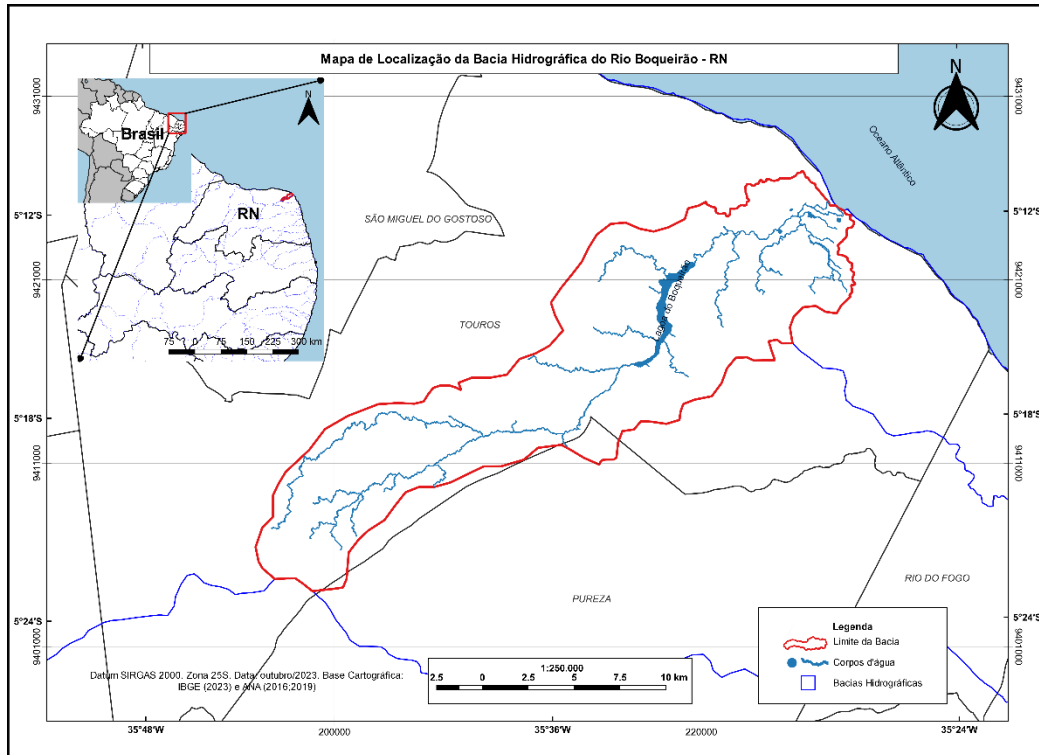 Mapa de Localização da Bacia Hidrográfica do Rio Boqueirão - RN
N
Brasil
N
RN
75 0 75 150 225 300 km
Oceano Atlântico
SÃO MIGUEL DO GOSTOSO
TOUROS
Lagoa do Boqueirão
PUREZA
RIO DO FOGO
9431000
9431000
5°12'S
5°12'S
9421000
9421000
5°18'S
5°18'S
9411000
9411000
5°24'S
5°24'S
9401000
9401000
Legenda
Limite da Bacia
Corpos d'água
Bacias Hidrográficas
Datum SIRGAS 2000. Zona 25S. Data: outubro/2023. Base Cartográfica:
IBGE (2023) e ANA (2016;2019)
1:250.000
2.5 0 2.5 5 7.5 10 km
35°48'W
200000
35°36'W
220000
35°24'W